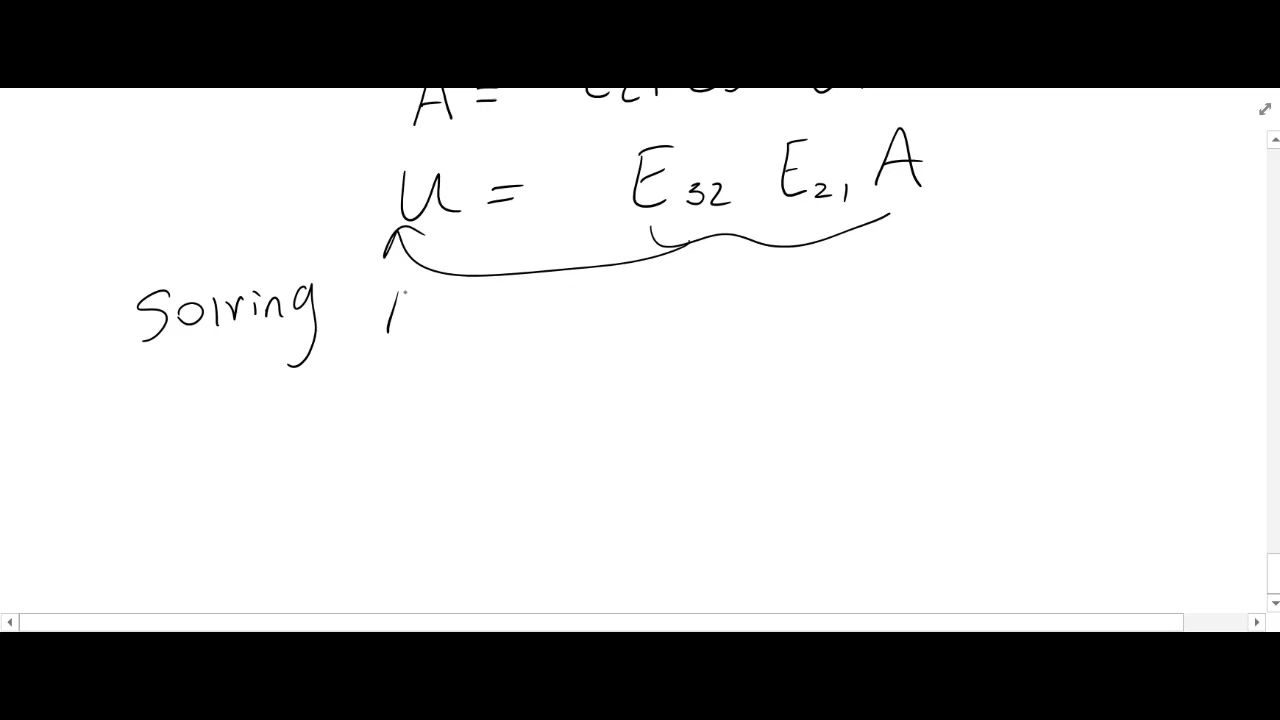 A =
U = E32 E21 A
Solving